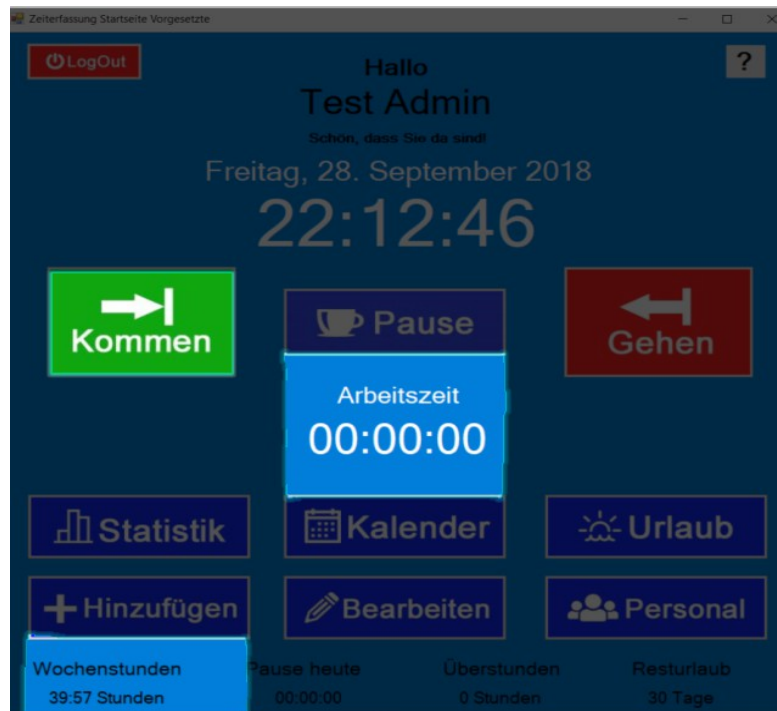 Zeiterfassung Startseite Vorgesetzte
LogOut
?
Hallo
Test Admin
Schön, dass Sie da sind!
Freitag, 28. September 2018
22:12:46
Kommen
Pause
Gehen
Arbeitszeit
00:00:00
Statistik
Kalender
Urlaub
Hinzufügen
Bearbeiten
Personal
Wochenstunden Pause heute Überstunden Resturlaub
39:57 Stunden 00:00:00 0 Stunden 30 Tage